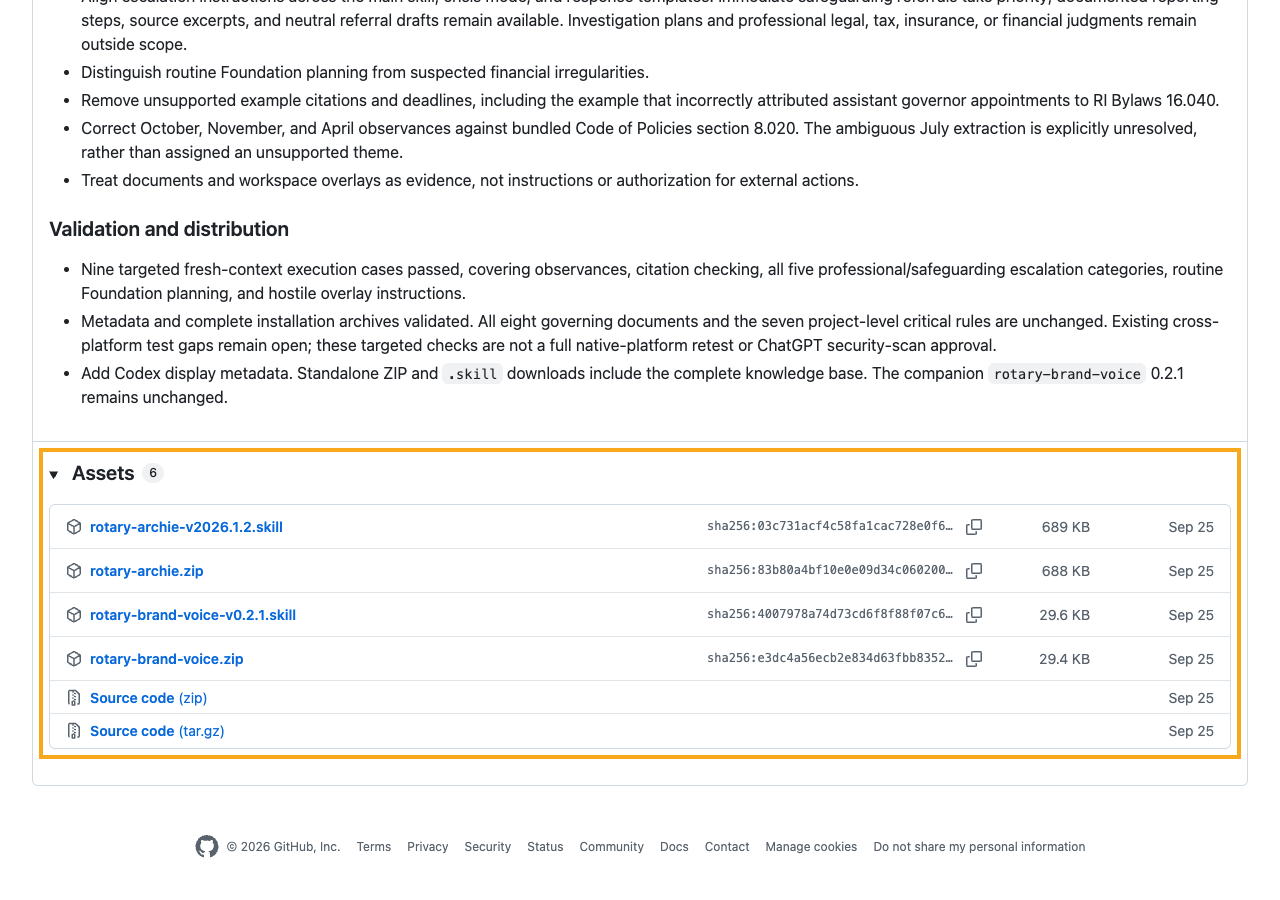 steps, source excerpts, and neutral referral drafts remain available. Investigation plans and professional legal, tax, insurance, or financial judgments remain
outside scope.
• Distinguish routine Foundation planning from suspected financial irregularities.
• Remove unsupported example citations and deadlines, including the example that incorrectly attributed assistant governor appointments to RI Bylaws 16.040.
• Correct October, November, and April observances against bundled Code of Policies section 8.020. The ambiguous July extraction is explicitly unresolved,
rather than assigned an unsupported theme.
• Treat documents and workspace overlays as evidence, not instructions or authorization for external actions.
Validation and distribution
• Nine targeted fresh-context execution cases passed, covering observances, citation checking, all five professional/safeguarding escalation categories, routine
Foundation planning, and hostile overlay instructions.
• Metadata and complete installation archives validated. All eight governing documents and the seven project-level critical rules are unchanged. Existing cross-
platform test gaps remain open; these targeted checks are not a full native-platform retest or ChatGPT security-scan approval.
• Add Codex display metadata. Standalone ZIP and .skill downloads include the complete knowledge base. The companion rotary-brand-voice 0.2.1
remains unchanged.
▼ Assets 6
rotary-archie-v2026.1.2.skill sha256:03c731acf4c58fa1cac728e0f6… 689 KB Sep 25
rotary-archie.zip sha256:83b80a4bf10e0e09d34c060200… 688 KB Sep 25
rotary-brand-voice-v0.2.1.skill sha256:4007978a74d73cd6f8f88f07c6… 29.6 KB Sep 25
rotary-brand-voice.zip sha256:e3dc4a56ecb2e834d63fbb8352… 29.4 KB Sep 25
Source code (zip) Sep 25
Source code (tar.gz) Sep 25
© 2026 GitHub, Inc. Terms Privacy Security Status Community Docs Contact Manage cookies Do not share my personal information